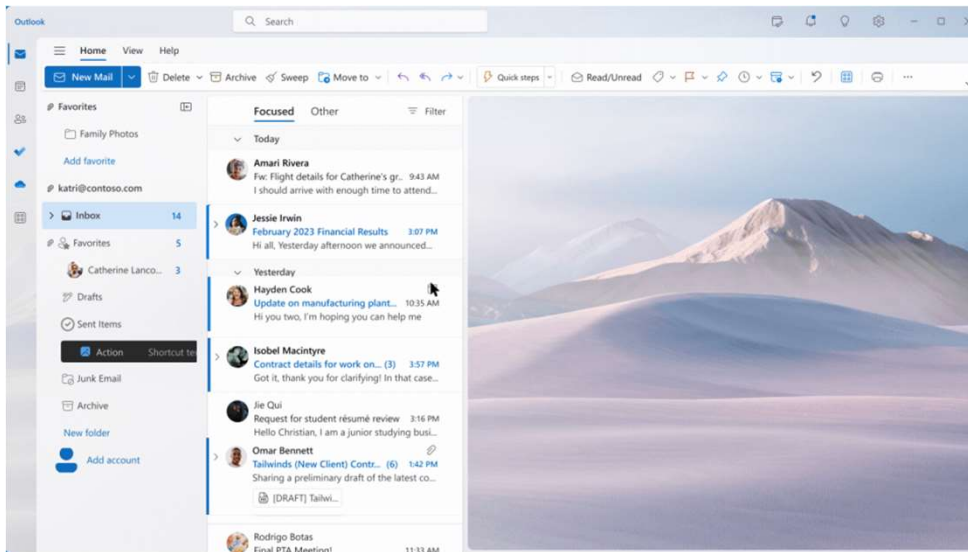 Outlook
Search
Home View Help
New Mail Delete Archive Sweep Move to Quick steps Read/Unread
Favorites
Family Photos
Add favorite
katri@contoso.com
Inbox 14
Favorites 5
Catherine Lanco... 3
Drafts
Sent Items
Action Shortcut
Junk Email
Archive
New folder
Add account
Focused Other Filter
Today
Amari Rivera
Fw: Flight details for Catherine's gr... 9:43 AM
I should arrive with enough time to attend...
Jessie Irwin
February 2023 Financial Results 3:07 PM
Hi all, Yesterday afternoon we announced...
Yesterday
Hayden Cook
Update on manufacturing plant... 10:35 AM
Hi you two, I'm hoping you can help me
Isobel Macintyre
Contract details for work on... (3) 3:57 PM
Got it, thank you for clarifying! In that case...
Jie Qui
Request for student résumé review 3:16 PM
Hello Christian, I am a junior studying busi...
Omar Bennett
Tailwinds (New Client) Contr... (6) 1:42 PM
Sharing a preliminary draft of the latest co...
[DRAFT] Tailwi...
Rodrigo Botas
Final PTA Meeting! 11:33 AM